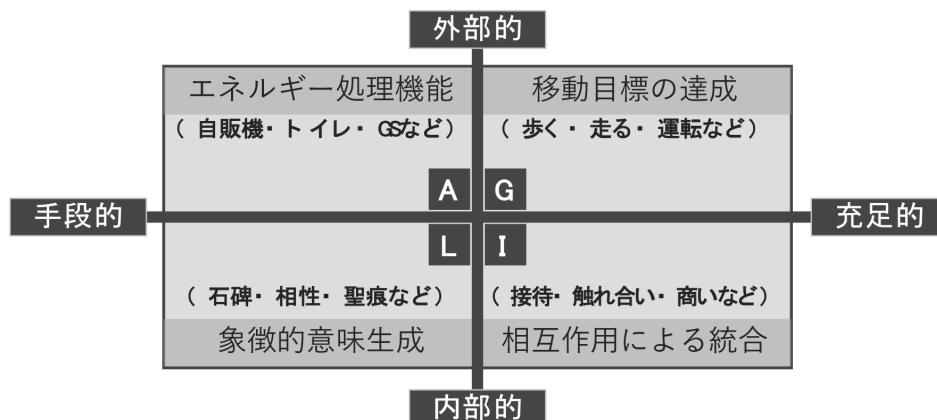 外部的
エネルギー処理機能
移動目標の達成
( 自販機・トイレ・GSなど)
( 歩く・走る・運転など)
A
G
手段的
充足的
L
I
( 石碑・相性・聖痕など)
( 接待・触れ合い・商いなど)
象徴的意味生成
相互作用による統合
内部的